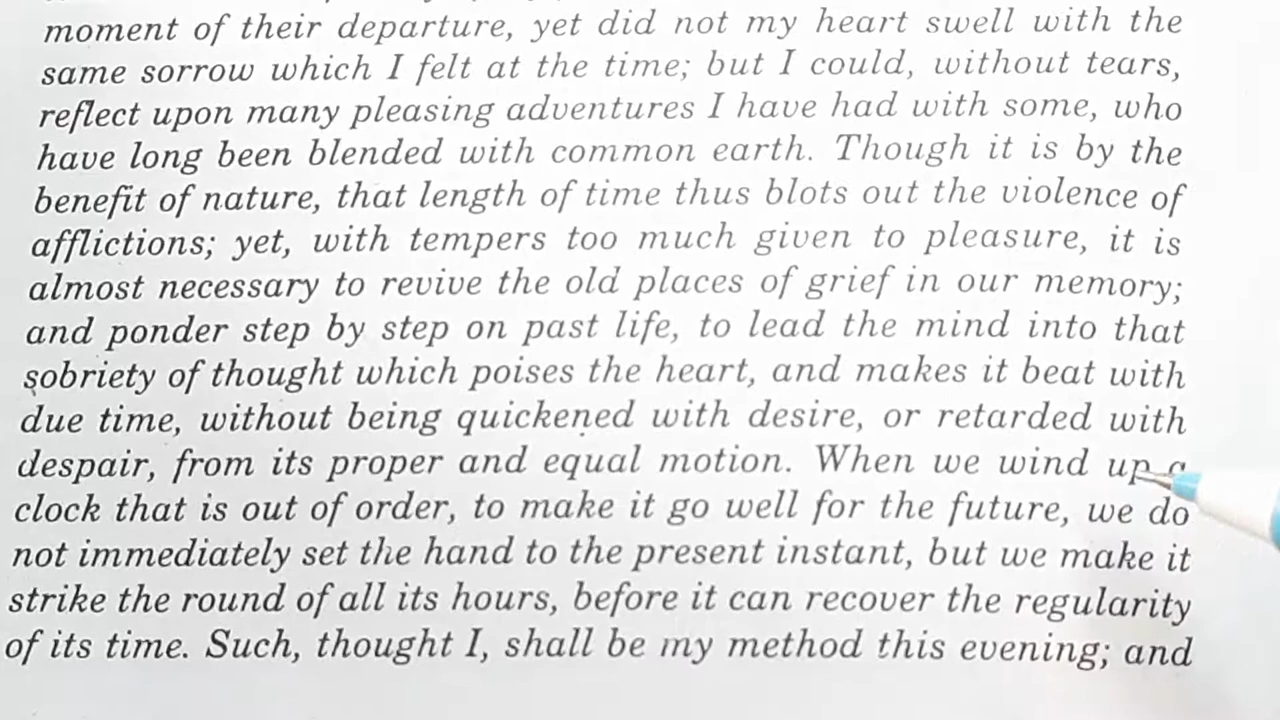 moment of their departure, yet did not my heart swell with the
same sorrow which I felt at the time; but I could, without tears,
reflect upon many pleasing adventures I have had with some, who
have long been blended with common earth. Though it is by the
benefit of nature, that length of time thus blots out the violence of
afflictions; yet, with tempers too much given to pleasure, it is
almost necessary to revive the old places of grief in our memory;
and ponder step by step on past life, to lead the mind into that
sobriety of thought which poises the heart, and makes it beat with
due time, without being quickened with desire, or retarded with
despair, from its proper and equal motion. When we wind up a
clock that is out of order, to make it go well for the future, we do
not immediately set the hand to the present instant, but we make it
strike the round of all its hours, before it can recover the regularity
of its time. Such, thought I, shall be my method this evening; and